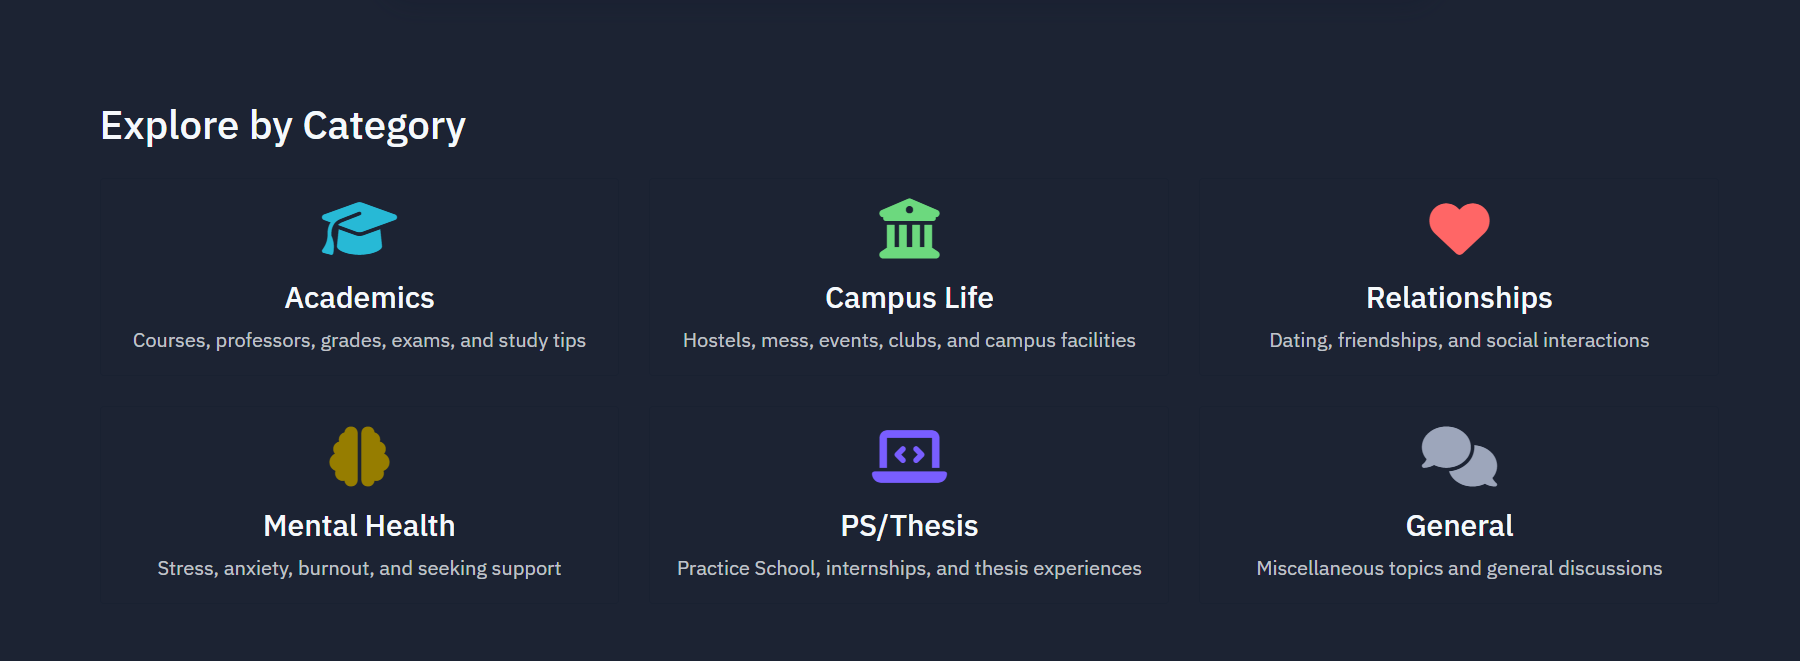 Explore by Category
Academics
Courses, professors, grades, exams, and study tips
Campus Life
Hostels, mess, events, clubs, and campus facilities
Relationships
Dating, friendships, and social interactions
Mental Health
Stress, anxiety, burnout, and seeking support
PS/Thesis
Practice School, internships, and thesis experiences
General
Miscellaneous topics and general discussions